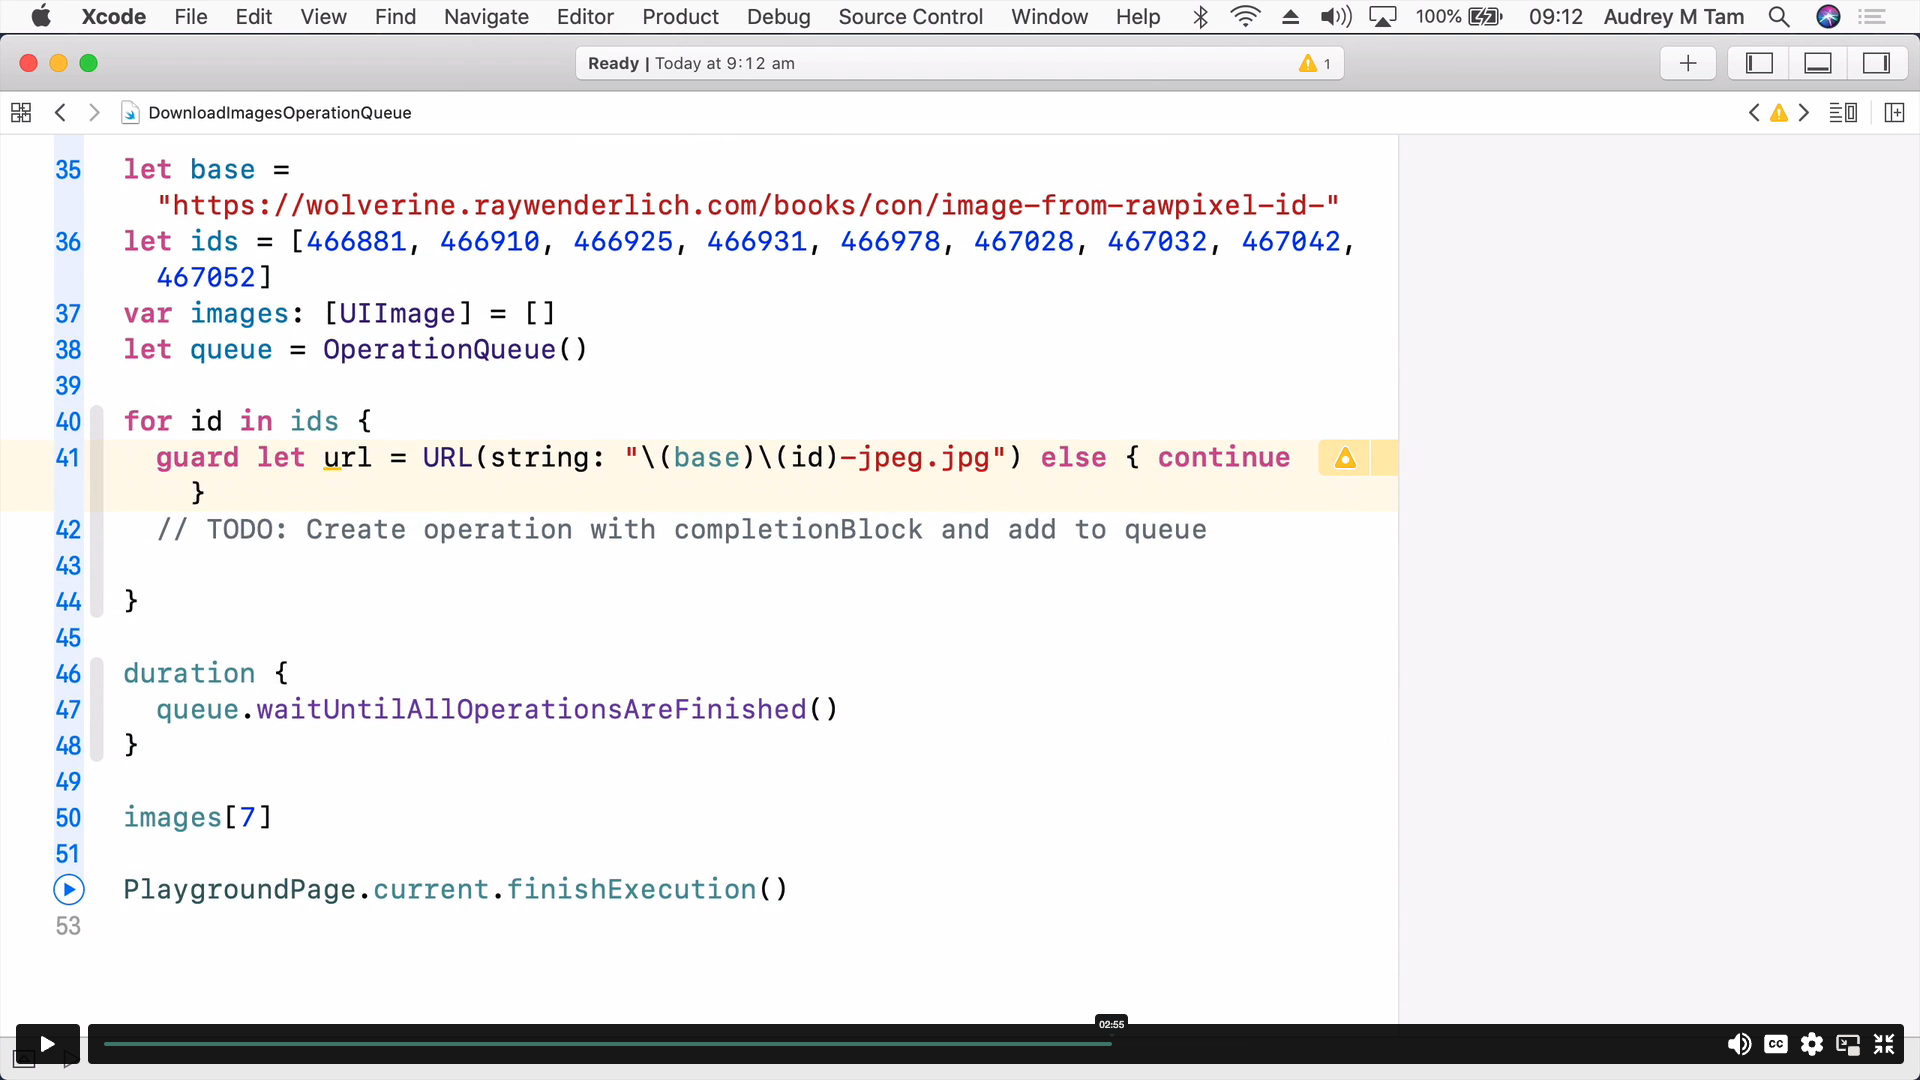 Xcode File Edit View Find Navigate Editor Product Debug Source Control Window Help 100% 09:12 Audrey M Tam
Ready | Today at 9:12 am 1
DownloadImagesOperationQueue
35 let base =
"https://wolverine.raywenderlich.com/books/con/image-from-rawpixel-id-"
36 let ids = [466881, 466910, 466925, 466931, 466978, 467028, 467032, 467042,
467052]
37 var images: [UIImage] = []
38 let queue = OperationQueue()
39
40 for id in ids {
41 guard let url = URL(string: "\(base)\(id)-jpeg.jpg") else { continue
}
42 // TODO: Create operation with completionBlock and add to queue
43
44 }
45
46 duration {
47 queue.waitUntilAllOperationsAreFinished()
48 }
49
50 images[7]
51
PlaygroundPage.current.finishExecution()
53
02:55
CC